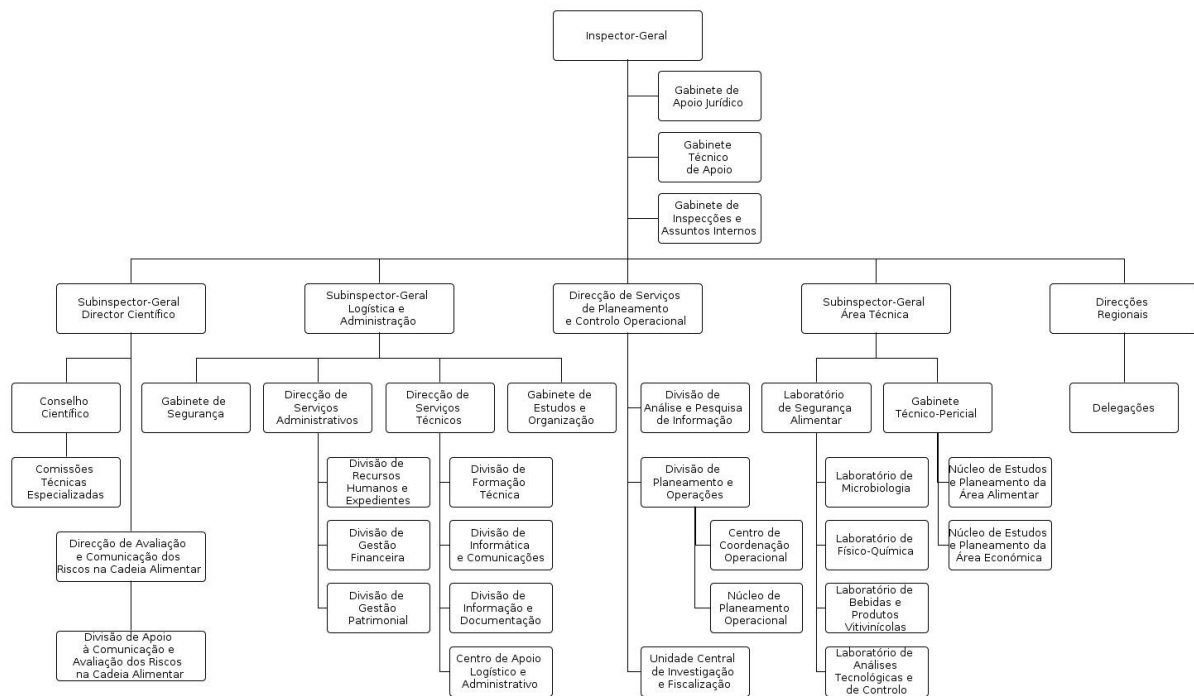 Inspector-Geral
Gabinete de
Apoio Jurídico
Gabinete
Técnico
de Apoio
Gabinete de
Inspecções e
Assuntos Internos
Subinspector-Geral
Director Científico
Subinspector-Geral
Logística e
Administração
Direcção de Serviços
de Planeamento
e Controlo Operacional
Subinspector-Geral
Área Técnica
Direcções
Regionais
Conselho
Científico
Gabinete de
Segurança
Direcção de
Serviços
Administrativos
Direcção de
Serviços
Técnicos
Gabinete de
Estudos e
Organização
Divisão de
Análise e Pesquisa
de Informação
Laboratório
de Segurança
Alimentar
Gabinete
Técnico-Pericial
Delegações
Comissões
Técnicas
Especializadas
Divisão de
Recursos
Humanos e
Expedientes
Divisão de
Formação
Técnica
Divisão de
Planeamento e
Operações
Laboratório de
Microbiologia
Núcleo de Estudos
e Planeamento da
Área Alimentar
Direcção de Avaliação
e Comunicação dos
Riscos na Cadeia Alimentar
Divisão de
Gestão
Financeira
Divisão de
Informática
e Comunicações
Centro de
Coordenação
Operacional
Laboratório de
Físico-Química
Núcleo de Estudos
e Planeamento da
Área Económica
Divisão de
Gestão
Patrimonial
Divisão de
Informação e
Documentação
Núcleo de
Planeamento
Operacional
Laboratório de
Bebidas e
Produtos
Vitivinícolas
Divisão de Apoio
à Comunicação e
Avaliação dos Riscos
na Cadeia Alimentar
Centro de Apoio
Logístico e
Administrativo
Unidade Central
de Investigação
e Fiscalização
Laboratório de
Análises
Tecnológicas e
de Controlo